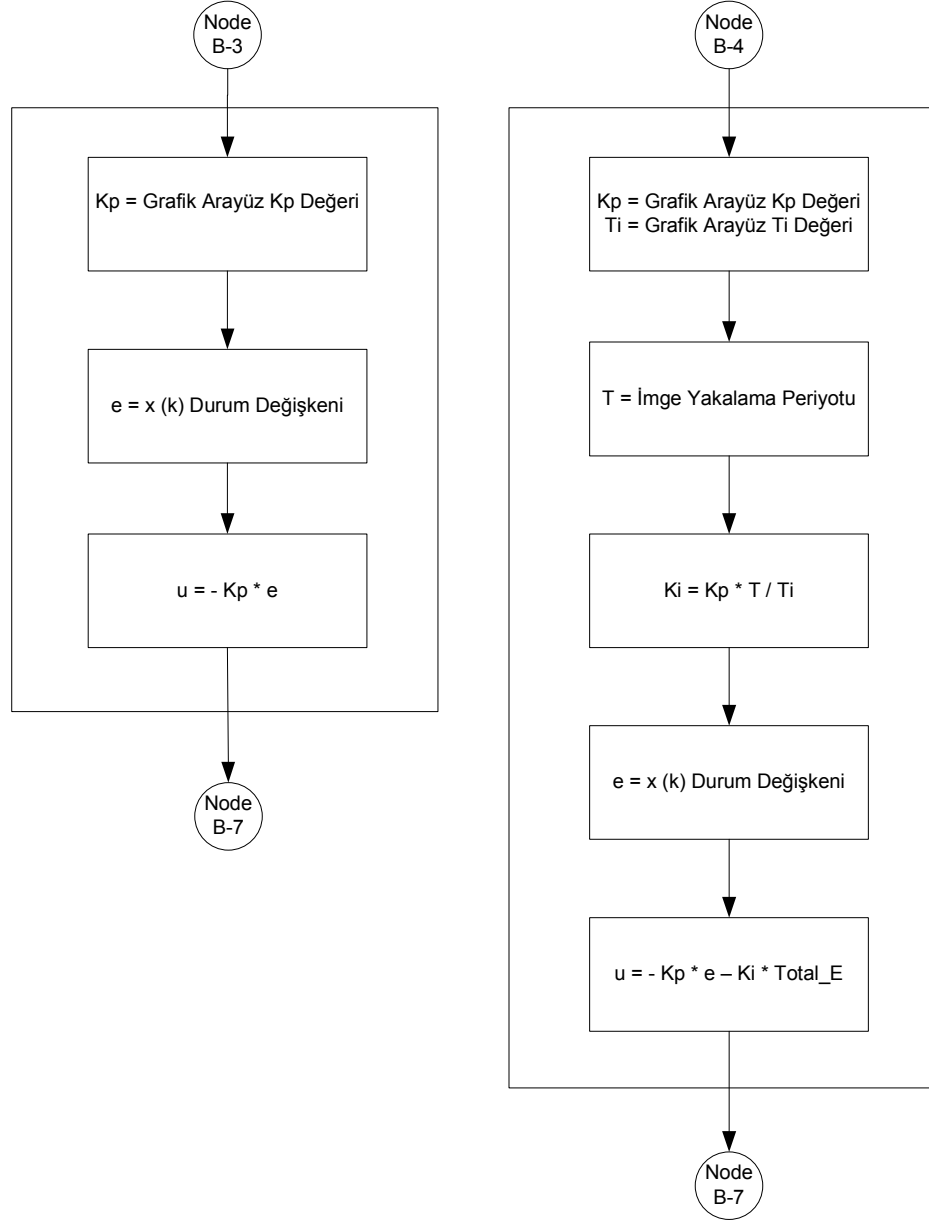 Node
B-3
Kp = Grafik Arayüz Kp Değeri
e = x (k) Durum Değişkeni
u = - Kp * e
Node
B-7
Node
B-4
Kp = Grafik Arayüz Kp Değeri
Ti = Grafik Arayüz Ti Değeri
T = İmge Yakalama Periyotu
Ki = Kp * T / Ti
e = x (k) Durum Değişkeni
u = - Kp * e – Ki * Total_E
Node
B-7